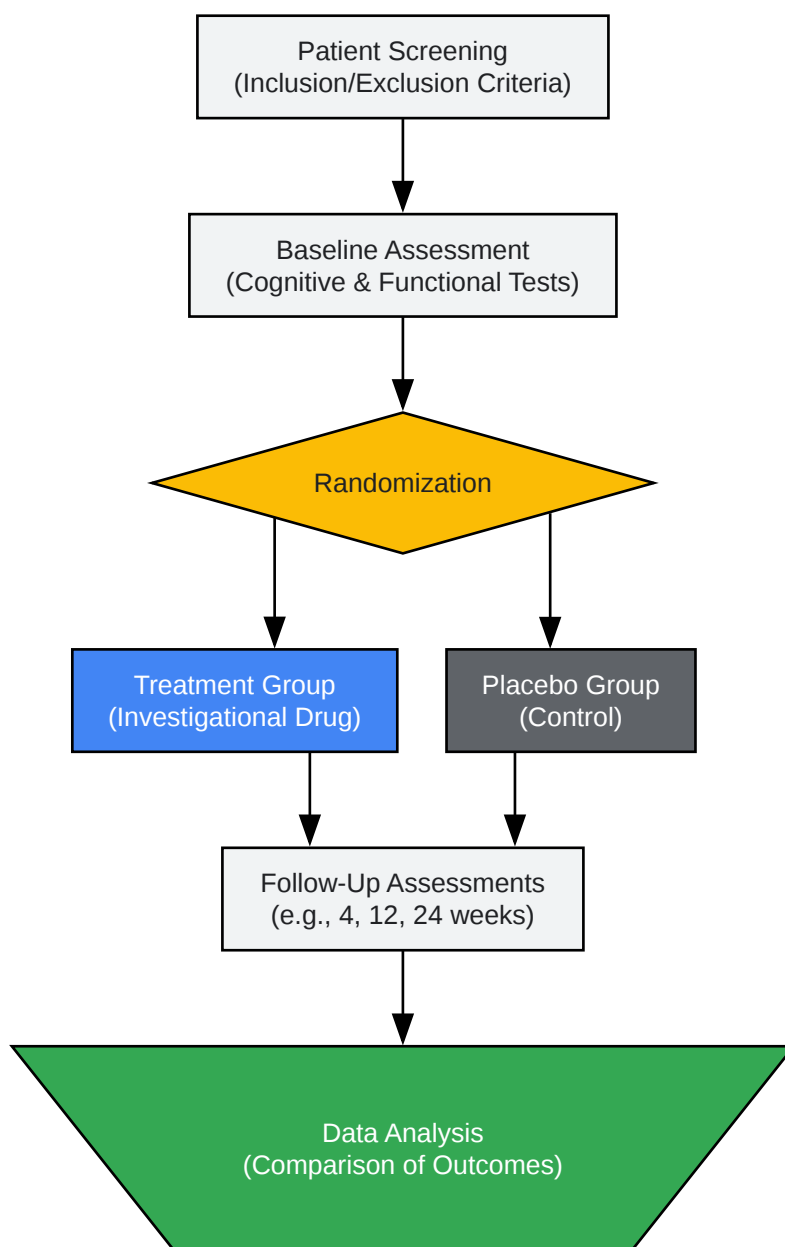 Patient Screening
(Inclusion/Exclusion Criteria)
Baseline Assessment
(Cognitive & Functional Tests)
Randomization
Treatment Group
(Investigational Drug)
Placebo Group
(Control)
Follow-Up Assessments
(e.g., 4, 12, 24 weeks)
Data Analysis
(Comparison of Outcomes)